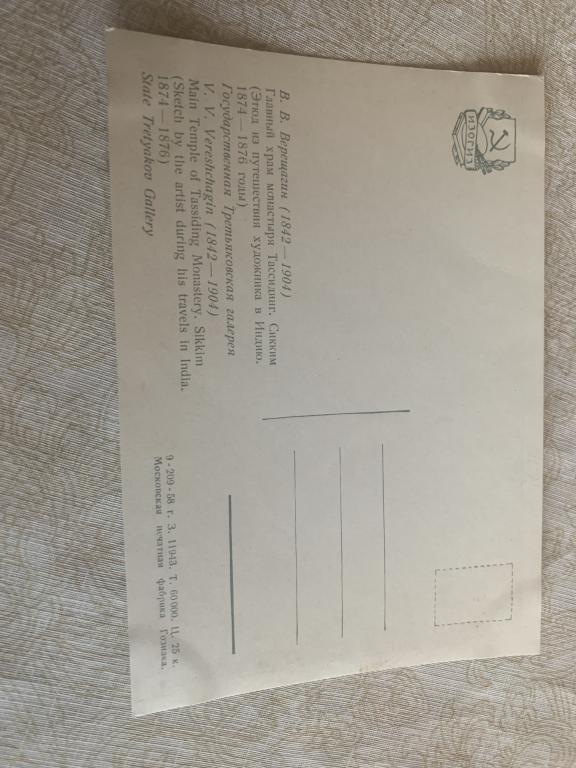 ИЗОГИЗ
В. В. Верещагин (1842—1904)
Главный храм монастыря Тассидинг. Сикким
(Этюд из путешествия художника в Индию.
1874—1876 годы)
Государственная Третьяковская галерея
V. V. Vereshchagin (1842—1904)
Main Temple of Tassiding Monastery. Sikkim
(Sketch by the artist during his travels in India.
1874—1876)
State Tretyakov Gallery
9-209-58 г. З. 11943. Т. 60000. Ц. 25 к.
Московская печатная фабрика Гознака.